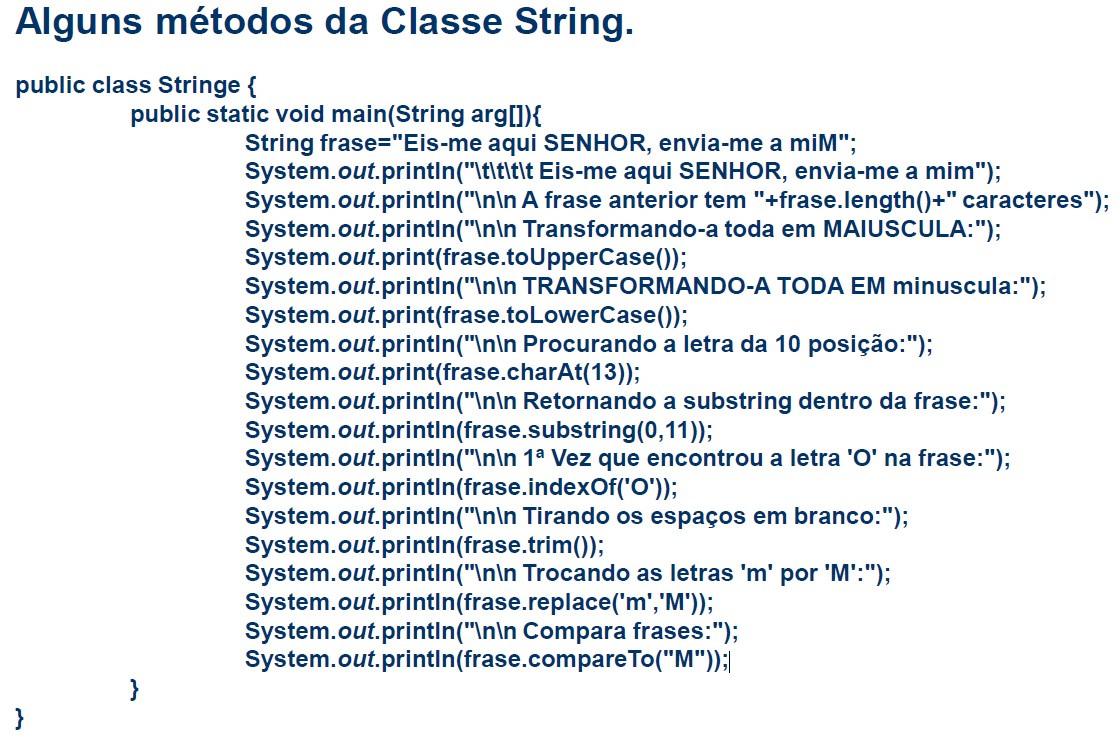 Alguns métodos da Classe String.
public class Stringe {
public static void main(String arg[]){
String frase="Eis-me aqui SENHOR, envia-me a miM";
System.out.println("\t\t\t\t Eis-me aqui SENHOR, envia-me a mim");
System.out.println("\n\n A frase anterior tem "+frase.length()+" caracteres");
System.out.println("\n\n Transformando-a toda em MAIUSCULA:");
System.out.print(frase.toUpperCase());
System.out.println("\n\n TRANSFORMANDO-A TODA EM minuscula:");
System.out.print(frase.toLowerCase());
System.out.println("\n\n Procurando a letra da 10 posição:");
System.out.print(frase.charAt(13));
System.out.println("\n\n Retornando a substring dentro da frase:");
System.out.println(frase.substring(0,11));
System.out.println("\n\n 1ª Vez que encontrou a letra 'O' na frase:");
System.out.println(frase.indexOf('O'));
System.out.println("\n\n Tirando os espaços em branco:");
System.out.println(frase.trim());
System.out.println("\n\n Trocando as letras 'm' por 'M':");
System.out.println(frase.replace('m','M'));
System.out.println("\n\n Compara frases:");
System.out.println(frase.compareTo("M"));
}
}